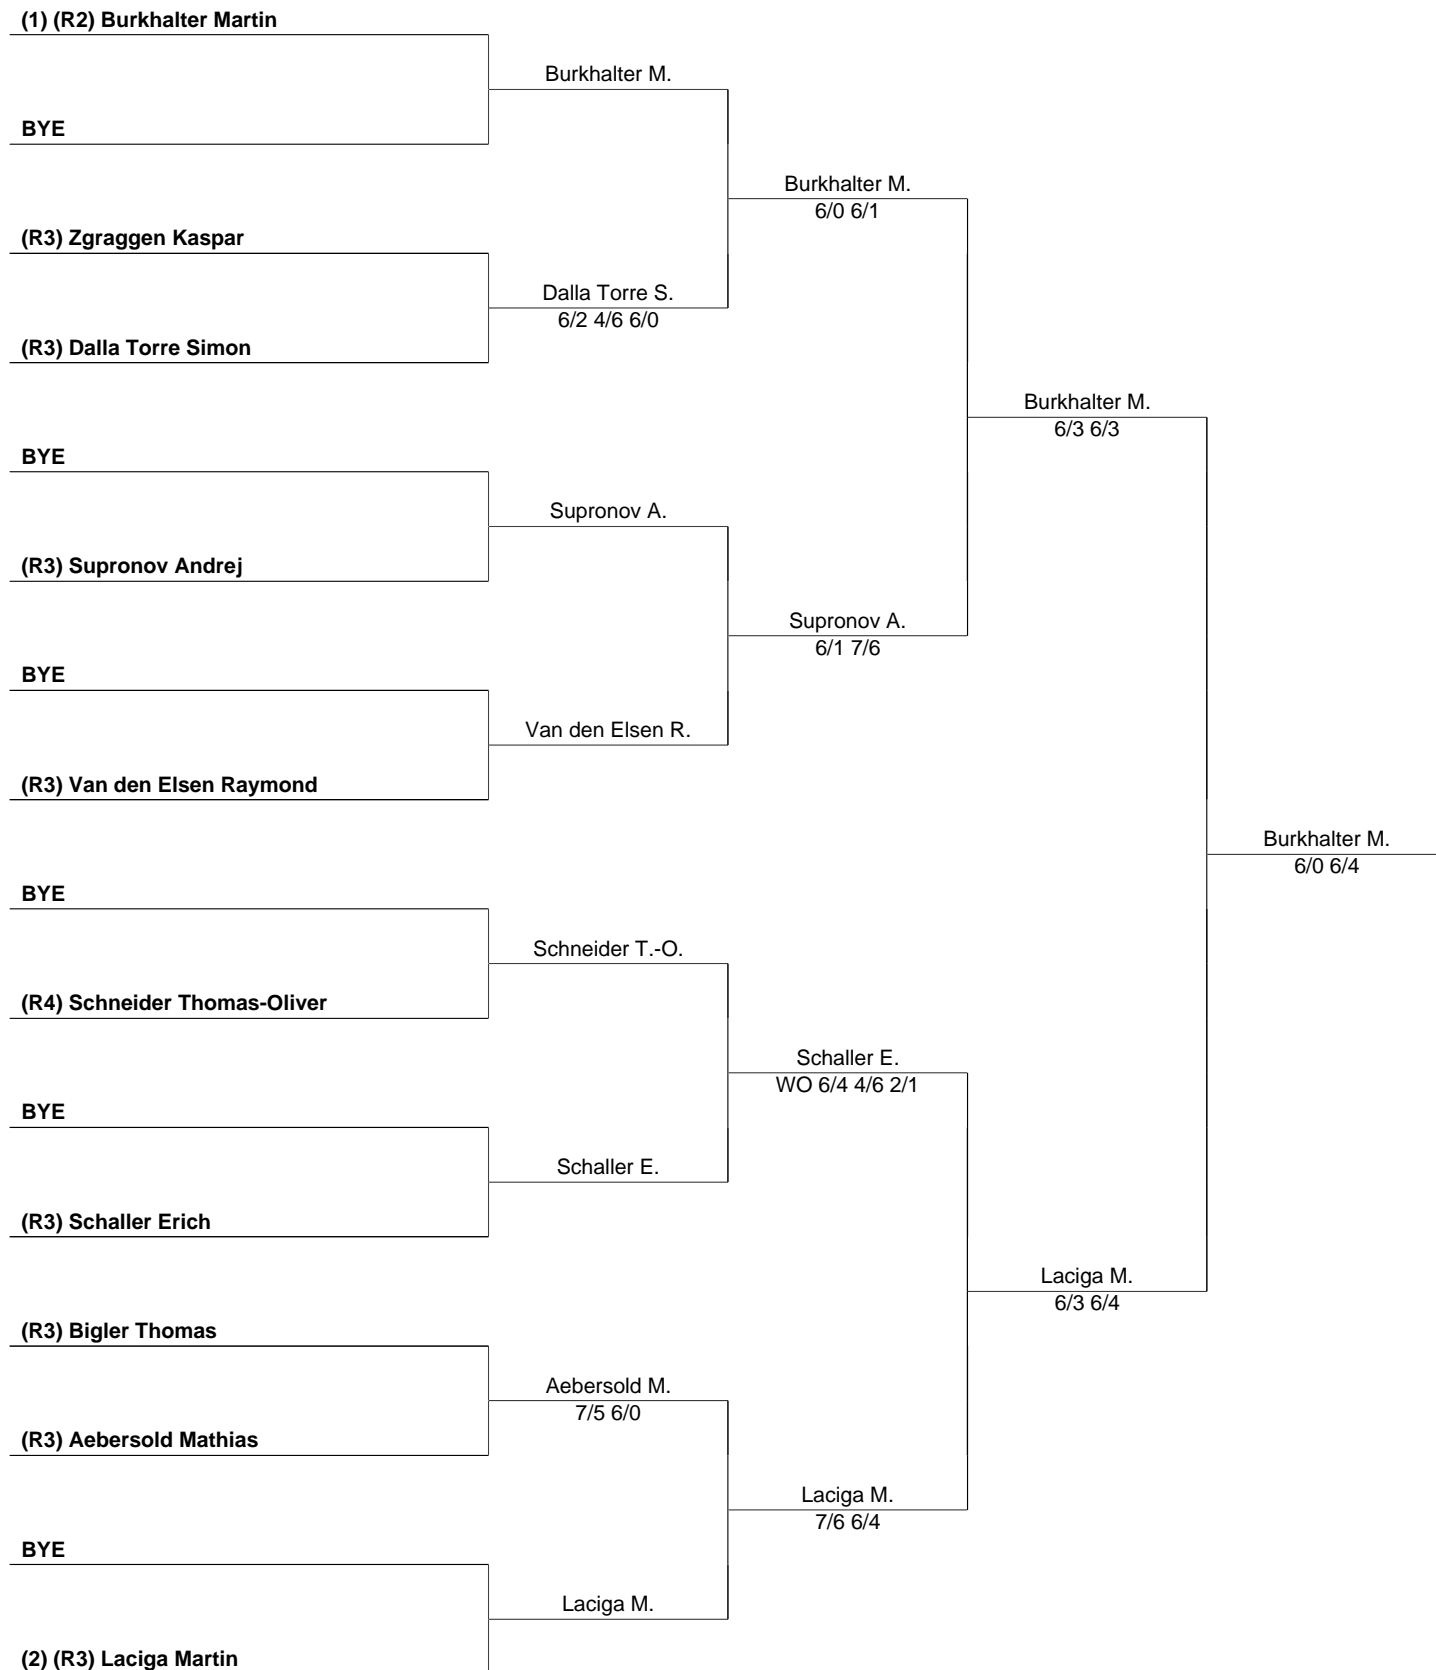 (1) (R2) Burkhalter Martin
Burkhalter M.
BYE
Burkhalter M.
6/0 6/1
(R3) Zgraggen Kaspar
Dalla Torre S.
6/2 4/6 6/0
(R3) Dalla Torre Simon
Burkhalter M.
6/3 6/3
BYE
Supronov A.
(R3) Supronov Andrej
Supronov A.
6/1 7/6
BYE
Van den Elsen R.
(R3) Van den Elsen Raymond
Burkhalter M.
6/0 6/4
BYE
Schneider T.-O.
(R4) Schneider Thomas-Oliver
Schaller E.
WO 6/4 4/6 2/1
BYE
Schaller E.
(R3) Schaller Erich
Laciga M.
6/3 6/4
(R3) Bigler Thomas
Aebersold M.
7/5 6/0
(R3) Aebersold Mathias
Laciga M.
7/6 6/4
BYE
Laciga M.
(2) (R3) Laciga Martin